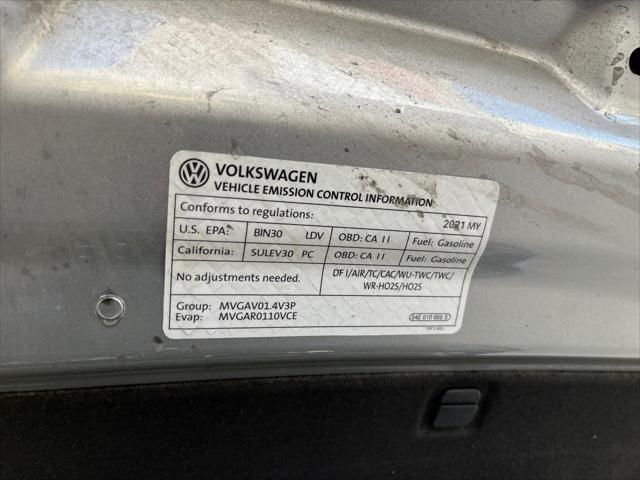 VOLKSWAGEN
VEHICLE EMISSION CONTROL INFORMATION
Conforms to regulations: 2021 MY
U.S. EPA: BIN30 LDV OBD: CA II Fuel: Gasoline
California: SULEV30 PC OBD: CA II Fuel: Gasoline
No adjustments needed. DFI/AIR/TC/CAC/WU-TWC/TWC/
WR-HO2S/HO2S
Group: MVGAV01.4V3P
Evap: MVGAR0110VCE 04E 010 005 S